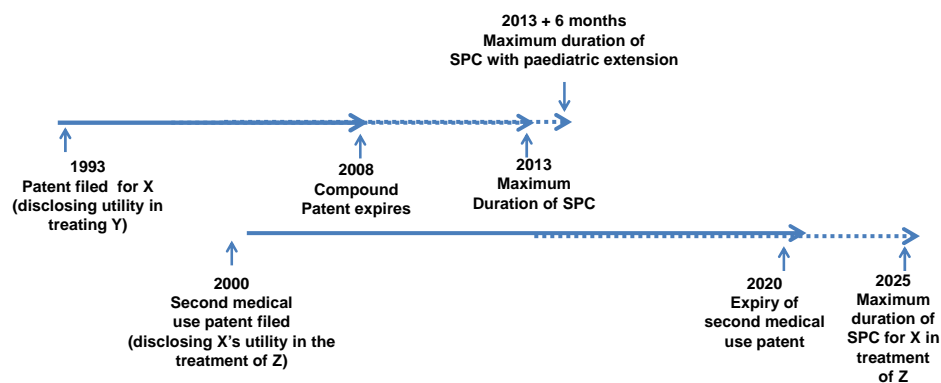 2013 + 6 months
Maximum duration of
SPC with paediatric extension
1993
Patent filed for X
(disclosing utility in
treating Y)
2008
Compound
Patent expires
2013
Maximum
Duration of SPC
2000
Second medical
use patent filed
(disclosing X's utility in the
treatment of Z)
2020
Expiry of
second medical
use patent
2025
Maximum
duration of
SPC for X in
treatment
of Z